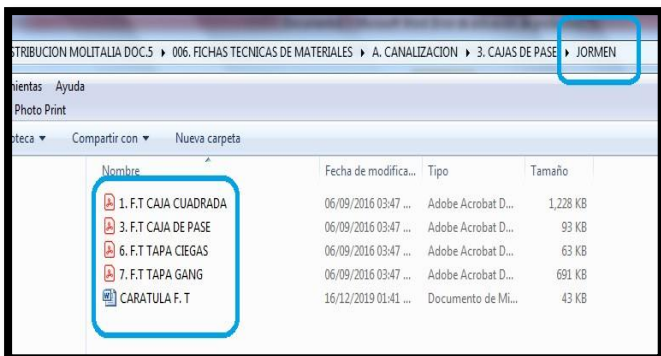 STRIBUCION MOLITALIA DOC.5 ▸ 006. FICHAS TECNICAS DE MATERIALES ▸ A. CANALIZACION ▸ 3. CAJAS DE PASE ▸ JORMEN
mientas Ayuda
Photo Print
oteca ▾ Compartir con ▾ Nueva carpeta
Nombre Fecha de modifica... Tipo Tamaño
1. F.T CAJA CUADRADA 06/09/2016 03:47 ... Adobe Acrobat D... 1,228 KB
3. F.T CAJA DE PASE 06/09/2016 03:47 ... Adobe Acrobat D... 93 KB
6. F.T TAPA CIEGAS 06/09/2016 03:47 ... Adobe Acrobat D... 63 KB
7. F.T TAPA GANG 06/09/2016 03:47 ... Adobe Acrobat D... 691 KB
CARATULA F. T 16/12/2019 01:41 ... Documento de Mi... 43 KB